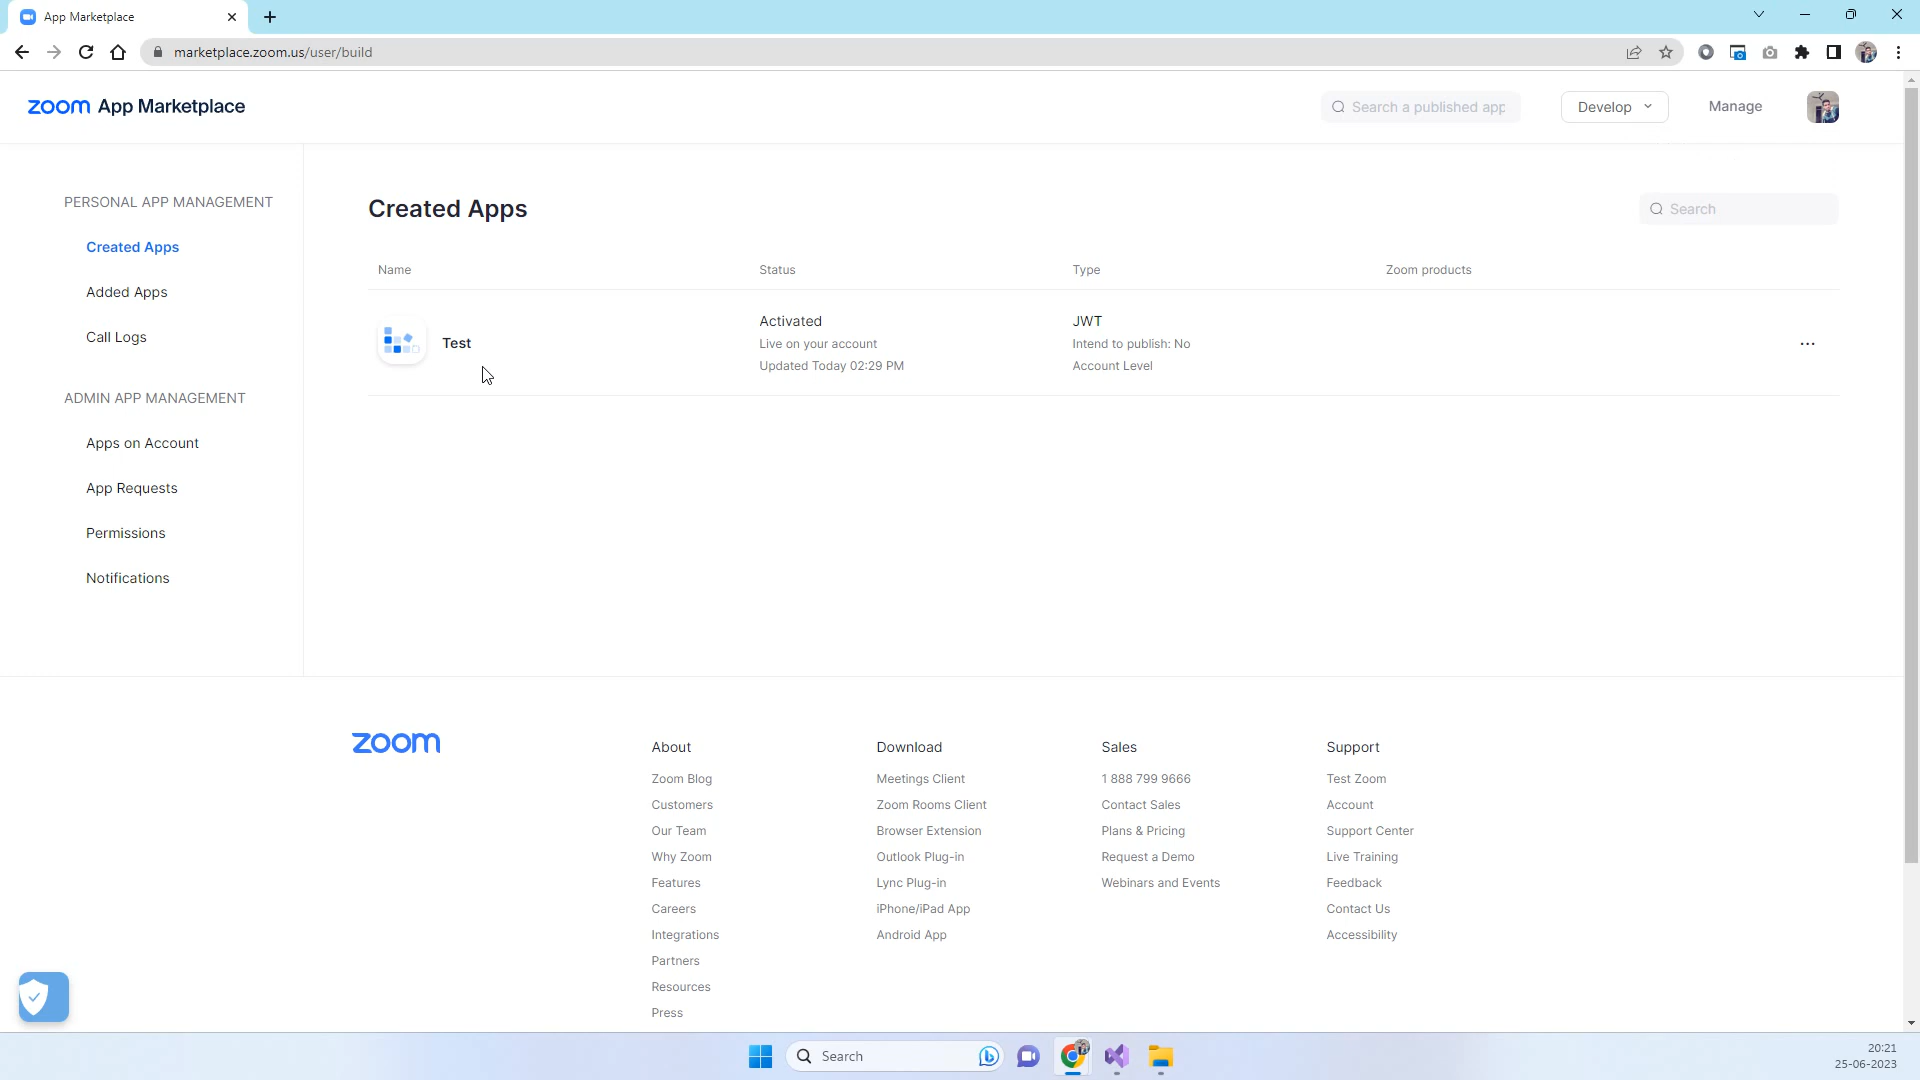 App Marketplace
marketplace.zoom.us/user/build
zoom App Marketplace
Search a published app
Develop
Manage
PERSONAL APP MANAGEMENT
Created Apps
Added Apps
Call Logs
ADMIN APP MANAGEMENT
Apps on Account
App Requests
Permissions
Notifications
Created Apps
Search
Name Status Type Zoom products
Test
Activated
Live on your account
Updated Today 02:29 PM
JWT
Intend to publish: No
Account Level
zoom
About
Zoom Blog
Customers
Our Team
Why Zoom
Features
Careers
Integrations
Partners
Resources
Press
Download
Meetings Client
Zoom Rooms Client
Browser Extension
Outlook Plug-in
Lync Plug-in
iPhone/iPad App
Android App
Sales
1 888 799 9666
Contact Sales
Plans & Pricing
Request a Demo
Webinars and Events
Support
Test Zoom
Account
Support Center
Live Training
Feedback
Contact Us
Accessibility
Search
20:21
25-06-2023